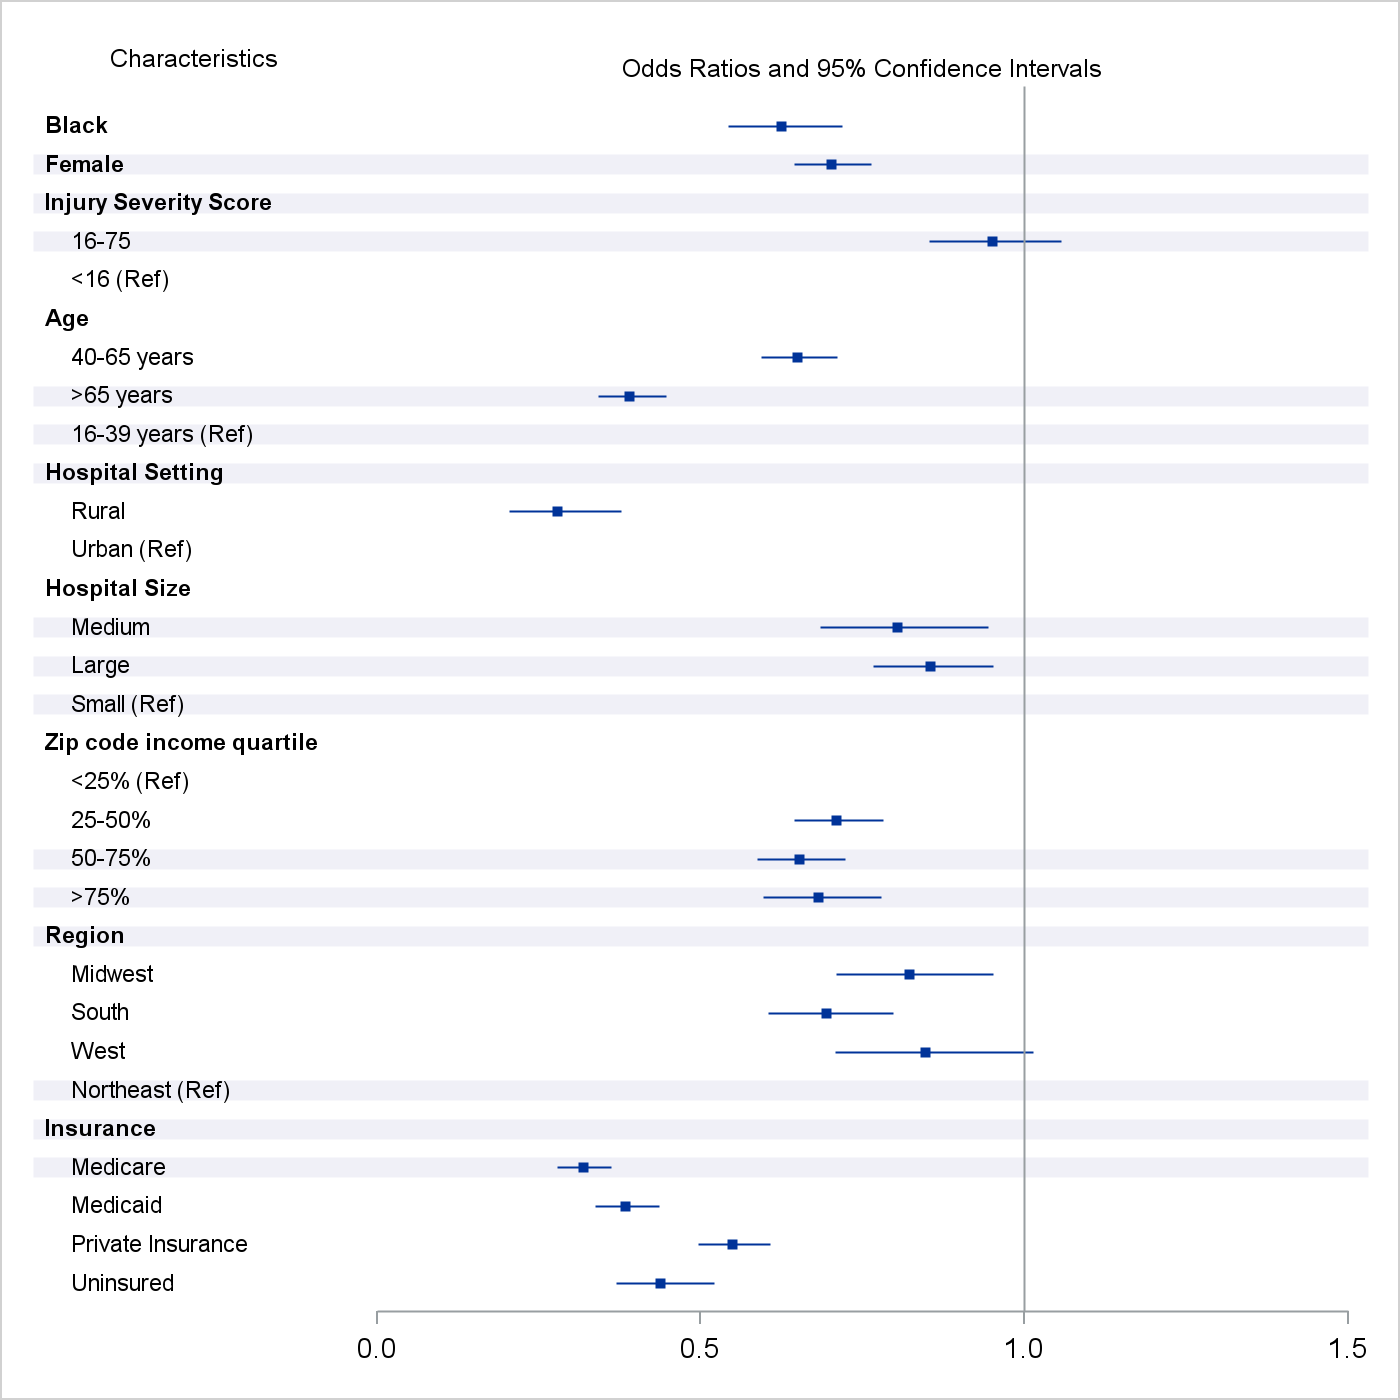 Characteristics
Odds Ratios and 95% Confidence Intervals
Black
Female
Injury Severity Score
16-75
<16 (Ref)
Age
40-65 years
>65 years
16-39 years (Ref)
Hospital Setting
Rural
Urban (Ref)
Hospital Size
Medium
Large
Small (Ref)
Zip code income quartile
<25% (Ref)
25-50%
50-75%
>75%
Region
Midwest
South
West
Northeast (Ref)
Insurance
Medicare
Medicaid
Private Insurance
Uninsured
0.0 0.5 1.0 1.5